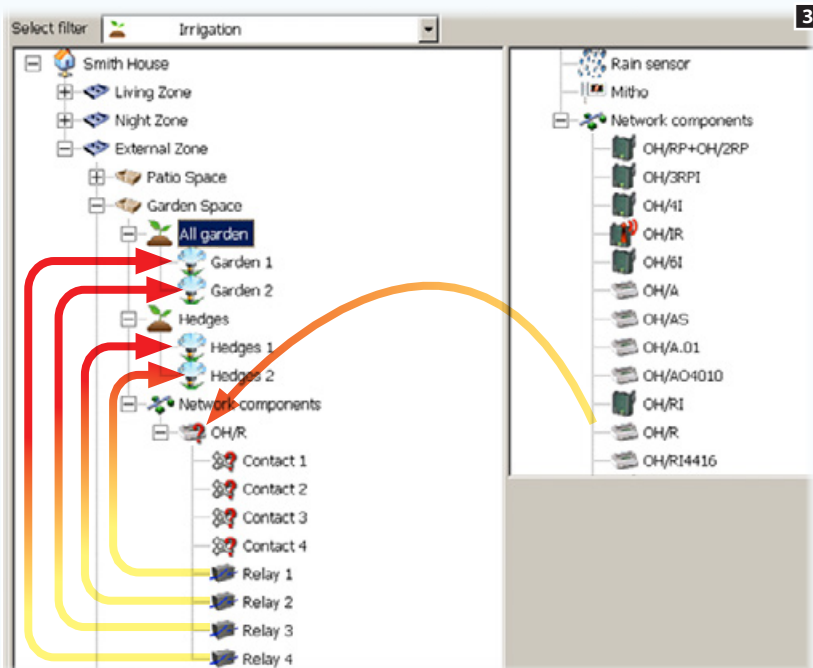 3
Select filter Irrigation
Smith House
Living Zone
Night Zone
External Zone
Patio Space
Garden Space
All garden
Garden 1
Garden 2
Hedges
Hedges 1
Hedges 2
Network components
OH/R
Contact 1
Contact 2
Contact 3
Contact 4
Relay 1
Relay 2
Relay 3
Relay 4
Rain sensor
Mitho
Network components
OH/RP+OH/2RP
OH/3RPI
OH/4I
OH/IR
OH/6I
OH/A
OH/AS
OH/A.01
OH/AO4010
OH/RI
OH/R
OH/RI4416